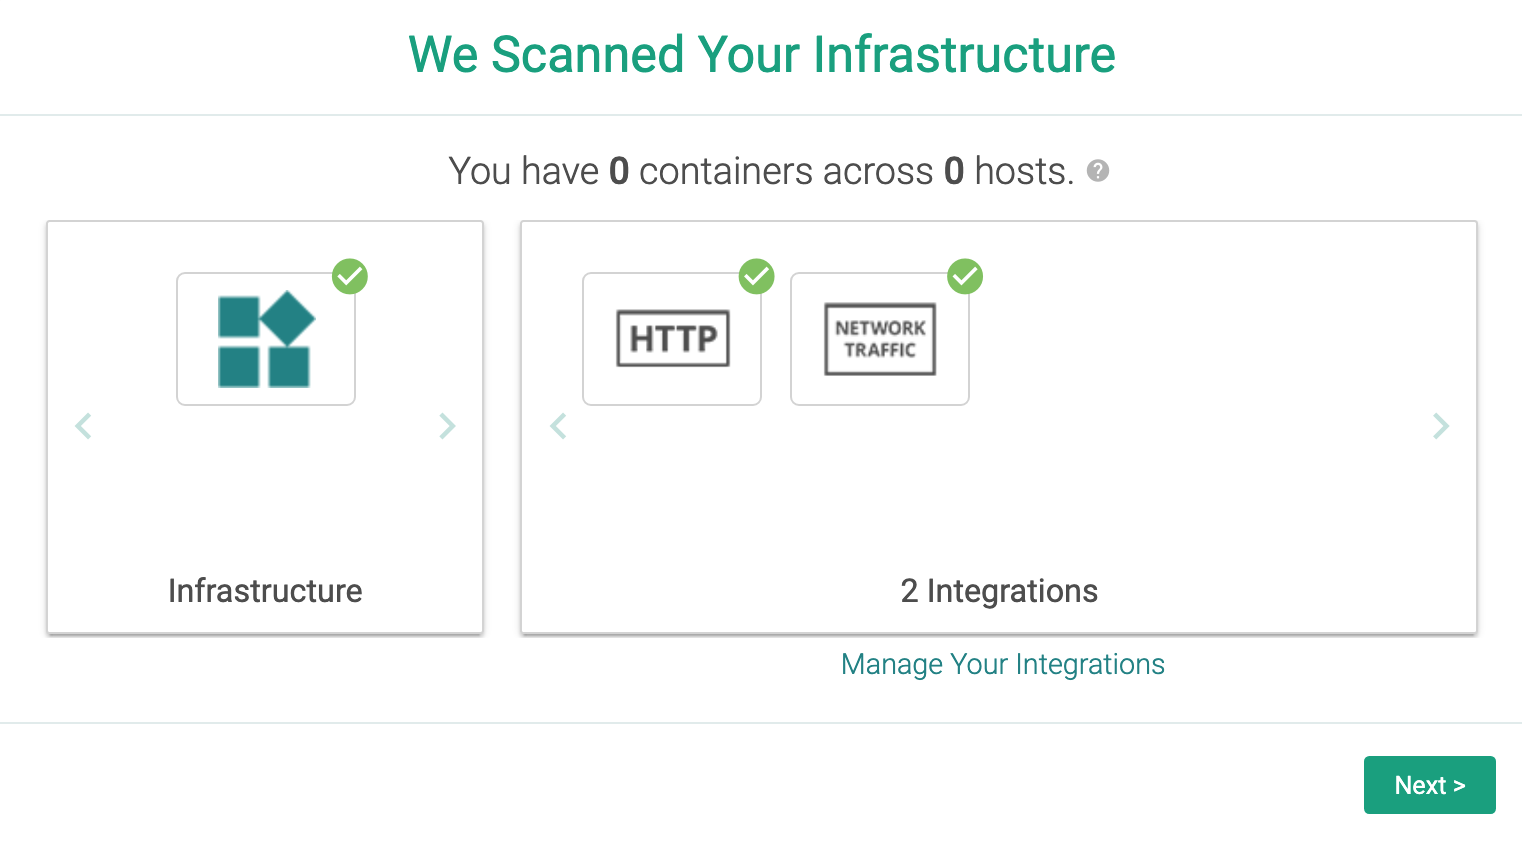 We Scanned Your Infrastructure
You have 0 containers across 0 hosts. ?
HTTP
NETWORK
TRAFFIC
Infrastructure
2 Integrations
Manage Your Integrations
Next >